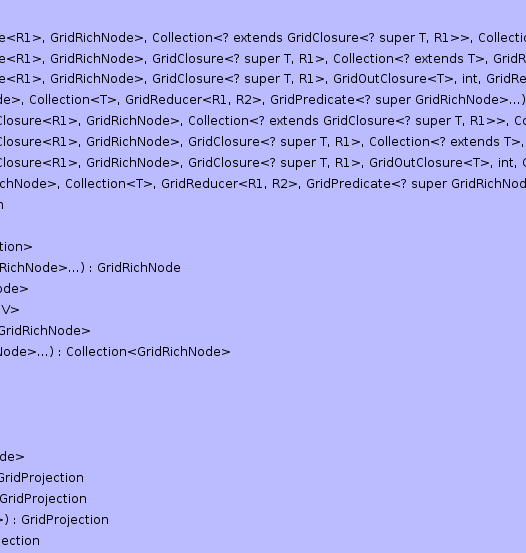 e<R1>, GridRichNode>, Collection<? extends GridClosure<? super T, R1>>, Collectio
e<R1>, GridRichNode>, GridClosure<? super T, R1>, Collection<? extends T>, GridR
e<R1>, GridRichNode>, GridClosure<? super T, R1>, GridOutClosure<T>, int, GridRe
de>, Collection<T>, GridReducer<R1, R2>, GridPredicate<? super GridRichNode>...)
Closure<R1>, GridRichNode>, Collection<? extends GridClosure<? super T, R1>>, Co
Closure<R1>, GridRichNode>, GridClosure<? super T, R1>, Collection<? extends T>,
Closure<R1>, GridRichNode>, GridClosure<? super T, R1>, GridOutClosure<T>, int, G
chNode>, Collection<T>, GridReducer<R1, R2>, GridPredicate<? super GridRichNod
n
tion>
RichNode>...) : GridRichNode
ode>
V>
GridRichNode>
Node>...) : Collection<GridRichNode>
de>
GridProjection
GridProjection
>) : GridProjection
ection